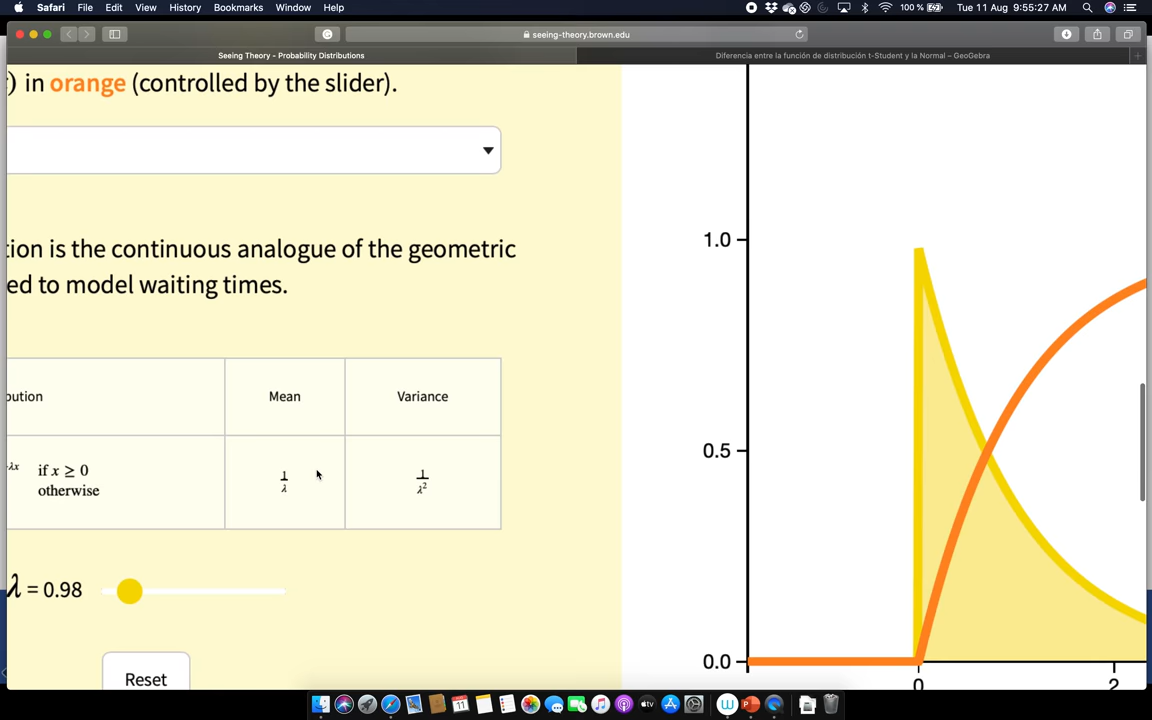 Safari File Edit View History Bookmarks Window Help 100 % Tue 11 Aug 9:55:27 AM
seeing-theory.brown.edu
Seeing Theory - Probability Distributions
Diferencia entre la función de distribución t-Student y la Normal – GeoGebra
) in orange (controlled by the slider).
tion is the continuous analogue of the geometric
ed to model waiting times.
bution Mean Variance
-λx if x ≥ 0
otherwise
1/λ
1/λ²
λ = 0.98
Reset
1.0
0.5
0.0
0
2
11